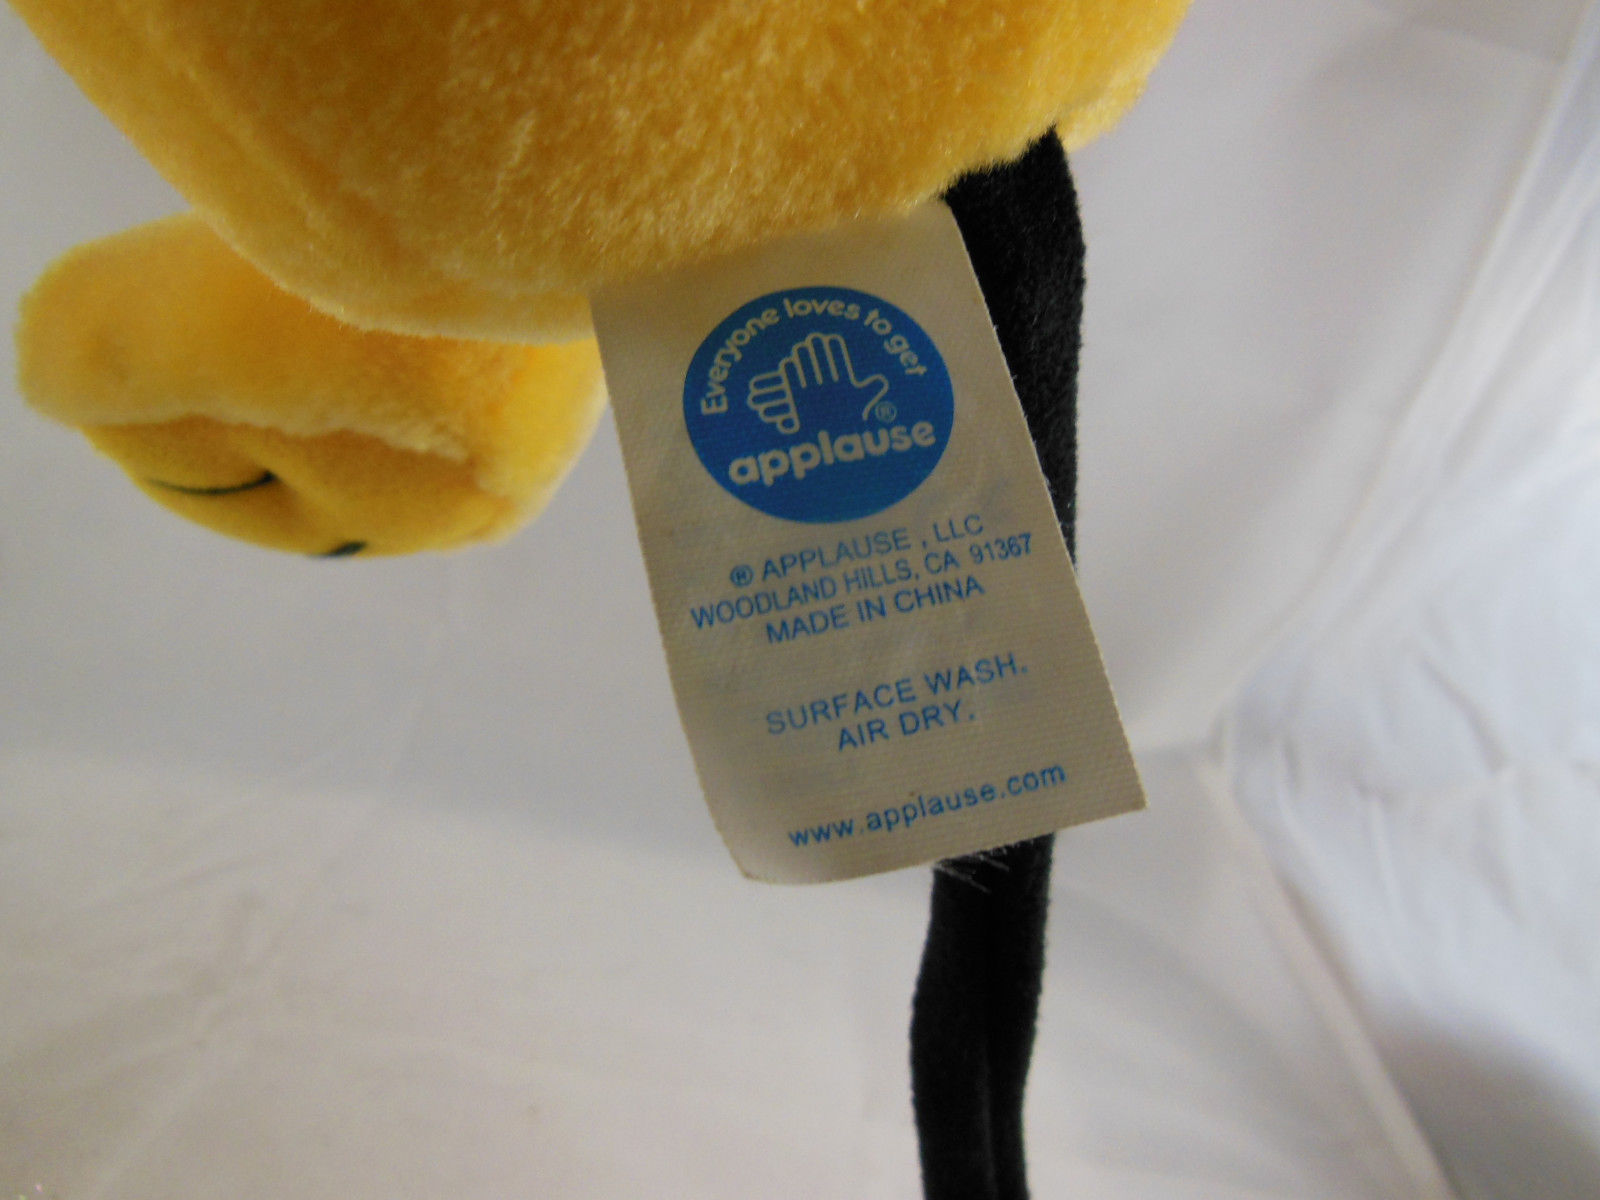 Everyone loves to get
applause®
® APPLAUSE , LLC
WOODLAND HILLS, CA 91367
MADE IN CHINA
SURFACE WASH.
AIR DRY.
www.applause.com